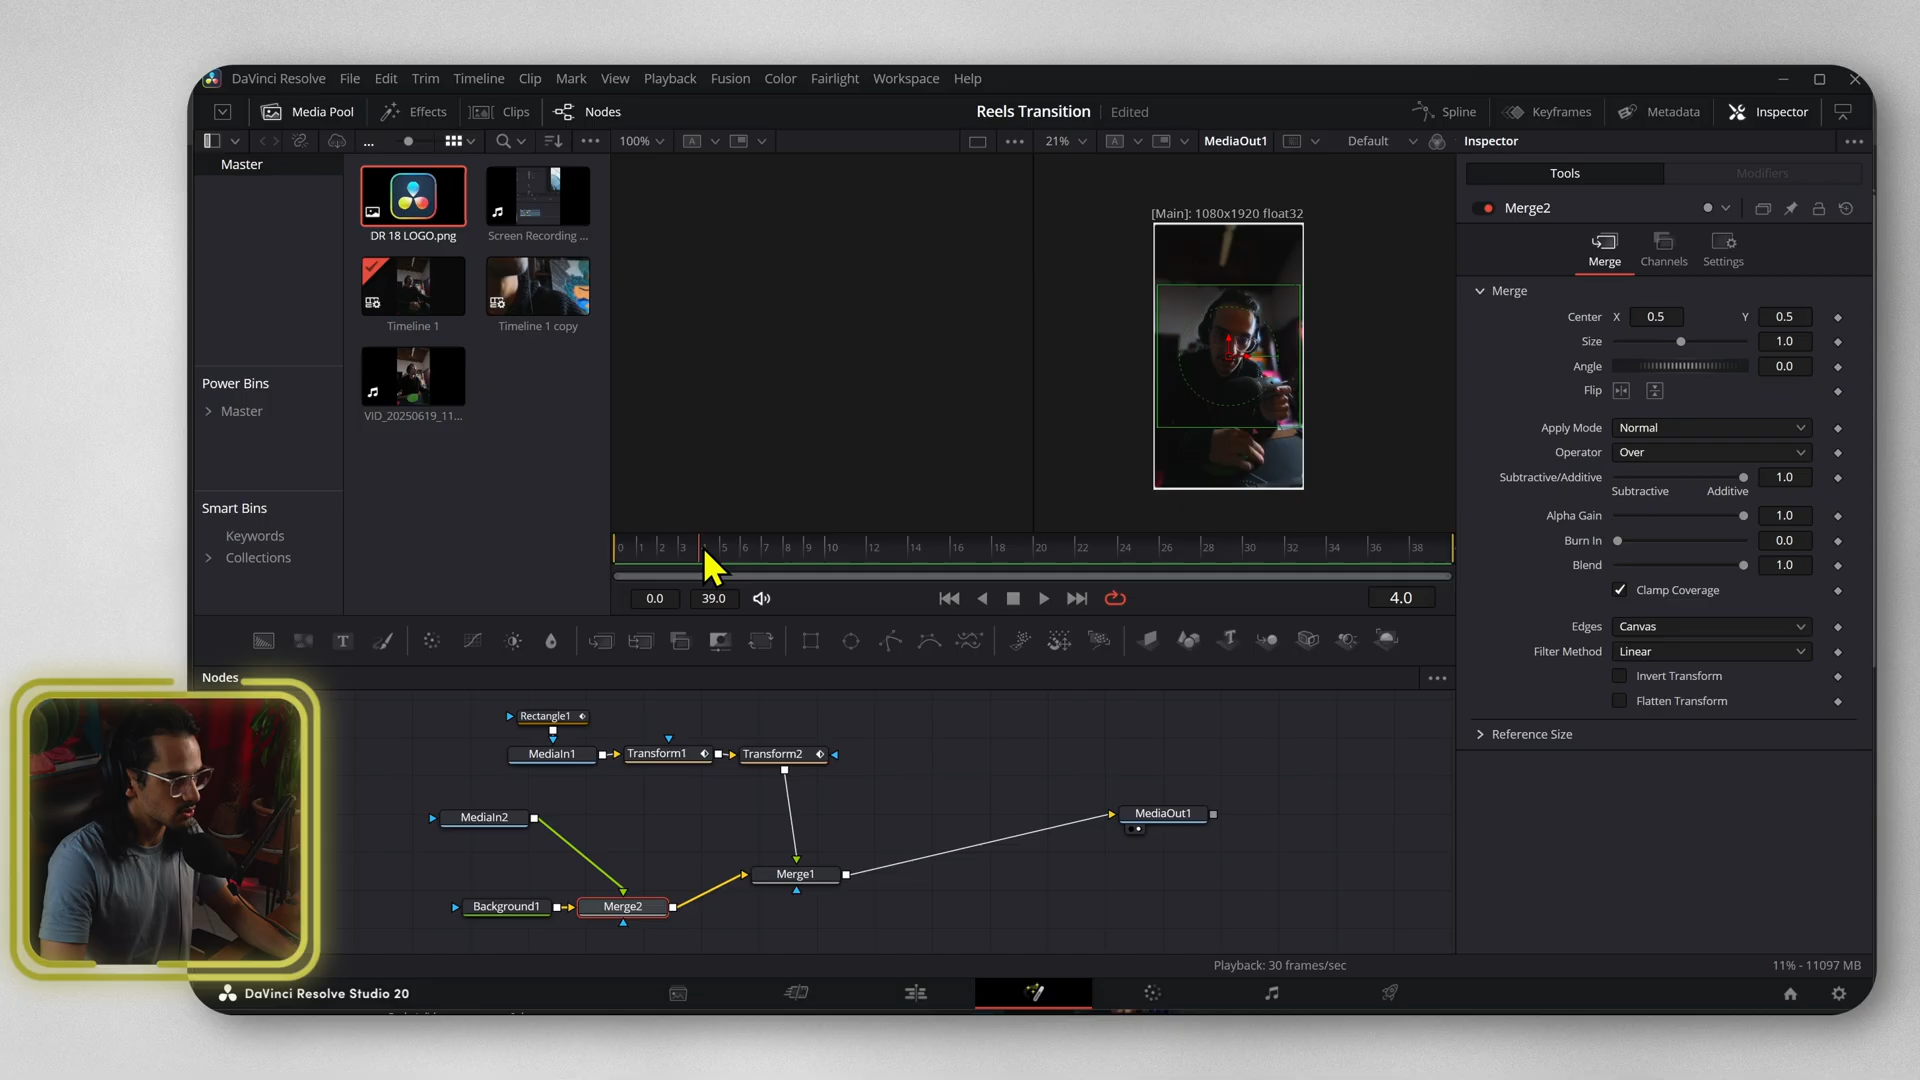 DaVinci Resolve File Edit Trim Timeline Clip Mark View Playback Fusion Color Fairlight Workspace Help
Media Pool Effects Clips Nodes Reels Transition Edited Spline Keyframes Metadata Inspector
... 100% 21% MediaOut1 Default Inspector
Master
DR 18 LOGO.png
Screen Recording ...
Timeline 1
Timeline 1 copy
VID_20250619_11...
Power Bins
Master
Smart Bins
Keywords
Collections
[Main]: 1080x1920 float32
0 1 2 3 5 6 7 8 9 10 12 14 16 18 20 22 24 26 28 30 32 34 36 38
0.0 39.0 4.0
Tools Modifiers
Merge2
Merge Channels Settings
Merge
Center X 0.5 Y 0.5
Size 1.0
Angle 0.0
Flip
Apply Mode Normal
Operator Over
Subtractive/Additive 1.0
Subtractive Additive
Alpha Gain 1.0
Burn In 0.0
Blend 1.0
Clamp Coverage
Edges Canvas
Filter Method Linear
Invert Transform
Flatten Transform
Reference Size
Nodes
Rectangle1
MediaIn1 Transform1 Transform2
MediaIn2 MediaOut1
Merge1
Background1 Merge2
Playback: 30 frames/sec 11% - 11097 MB
DaVinci Resolve Studio 20